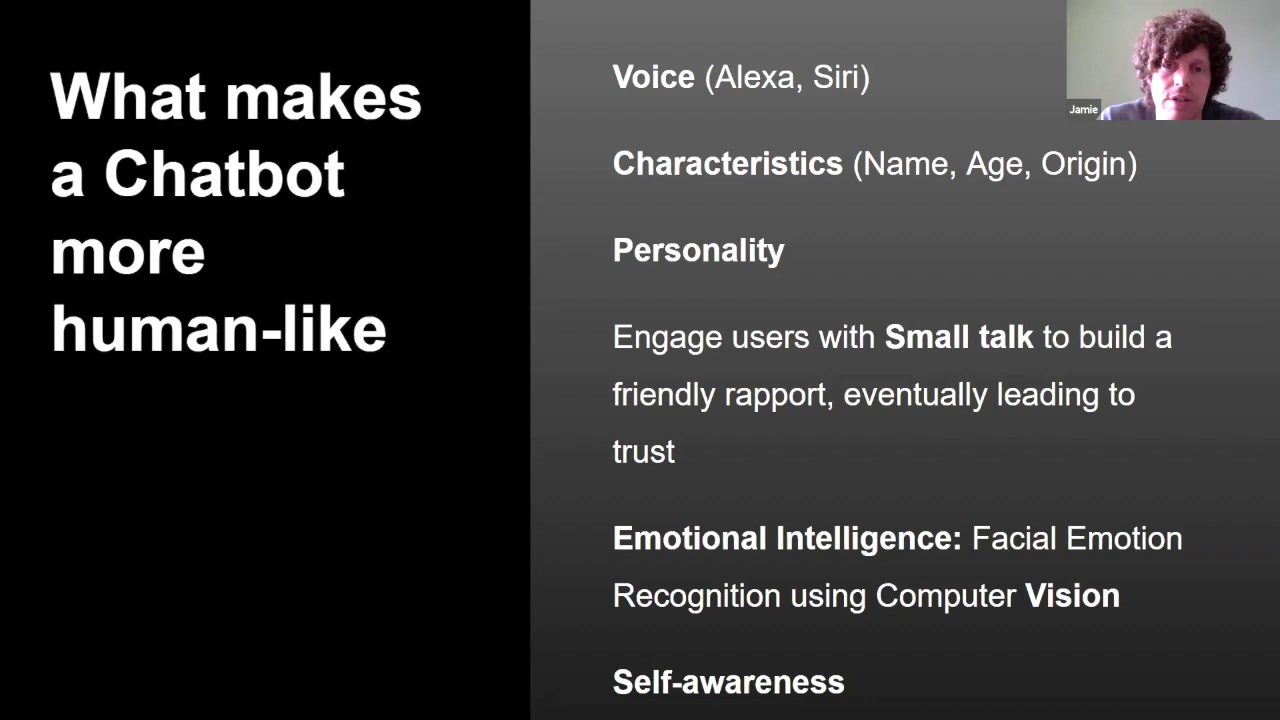 What makes
a Chatbot
more
human-like
Voice (Alexa, Siri)
Characteristics (Name, Age, Origin)
Personality
Engage users with Small talk to build a
friendly rapport, eventually leading to
trust
Emotional Intelligence: Facial Emotion
Recognition using Computer Vision
Self-awareness
Jamie